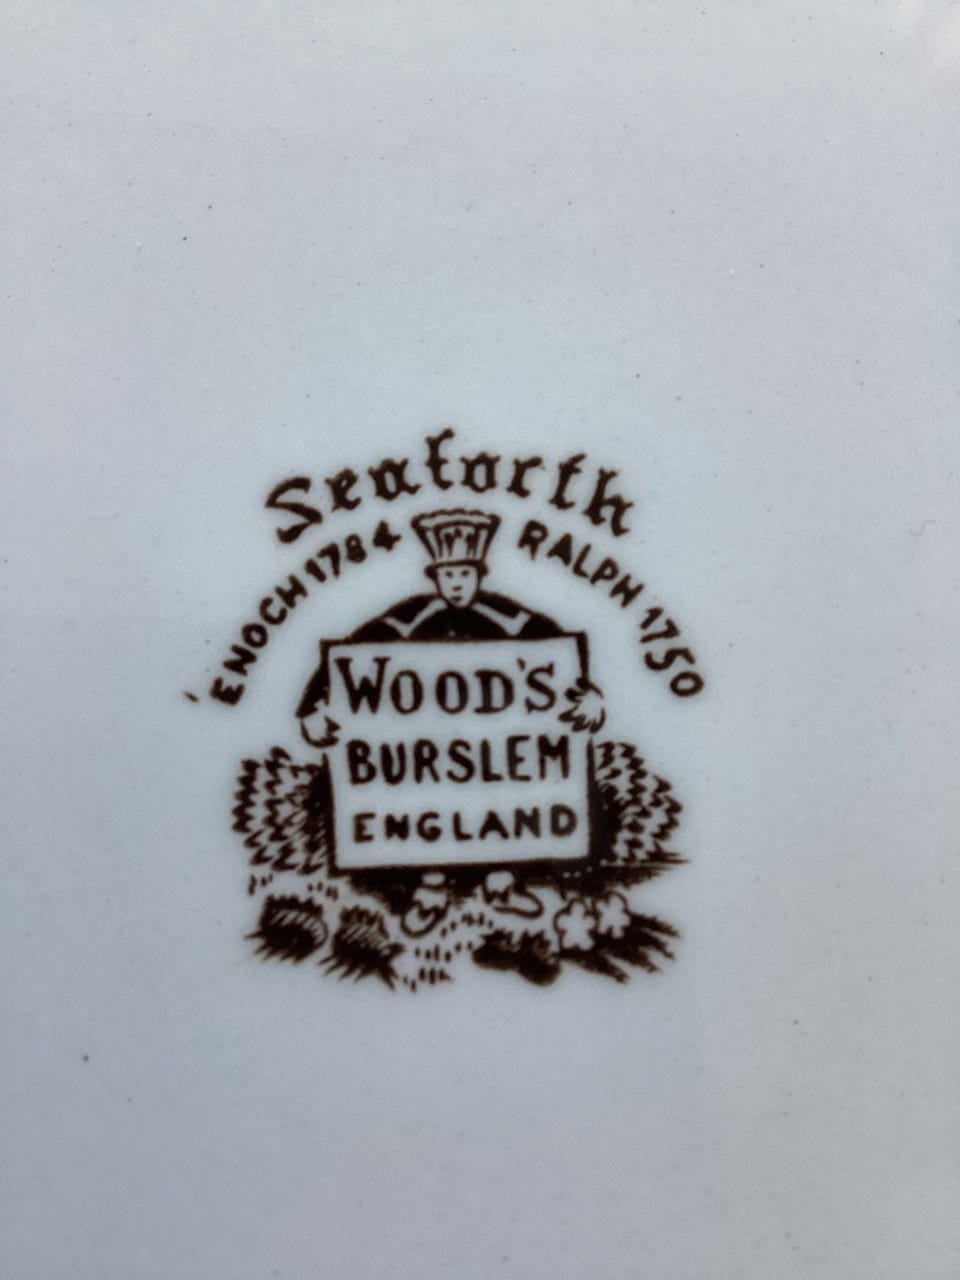 Seaforth
ENOCH 1784 RALPH 1750
WOOD'S
BURSLEM
ENGLAND